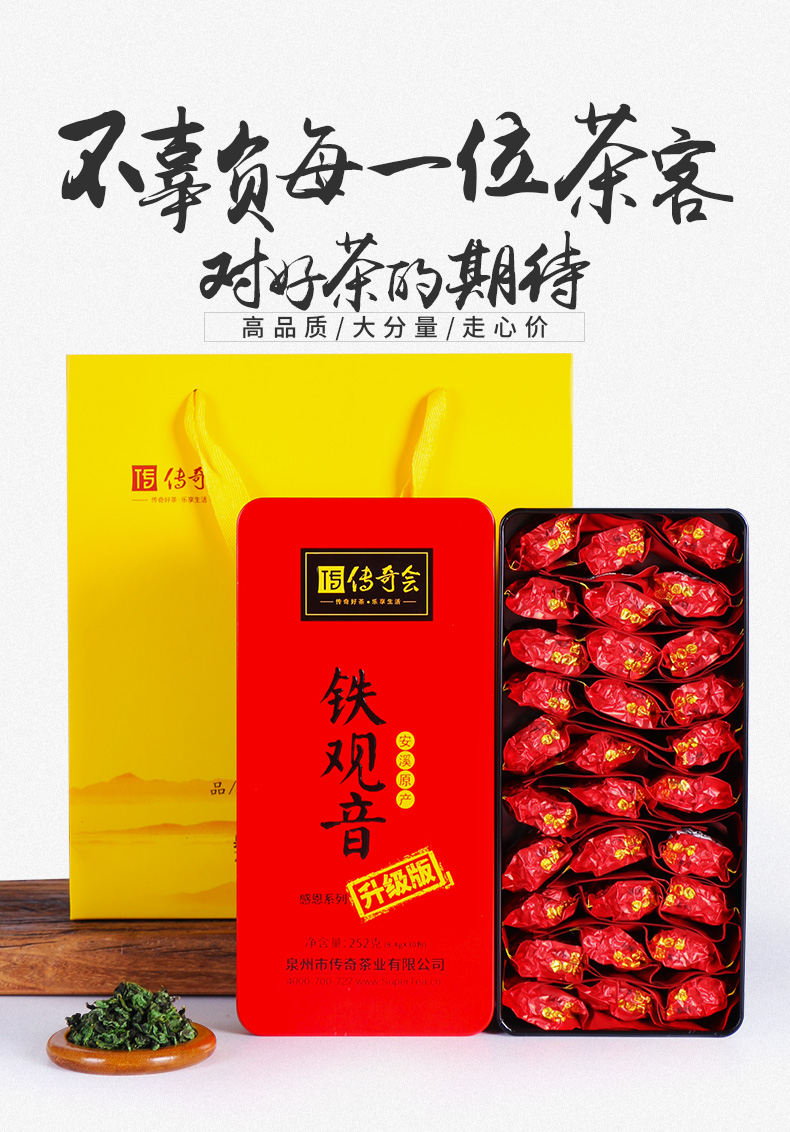 不辜负每一位茶客
对好茶的期待
高品质/大分量/走心价
传奇
传奇好茶·乐享生活
品/
传奇会
传奇好茶•乐享生活
铁观音
安溪原产
感恩系列
升级版
净含量:252克
泉州市传奇茶业有限公司
4000-700-727